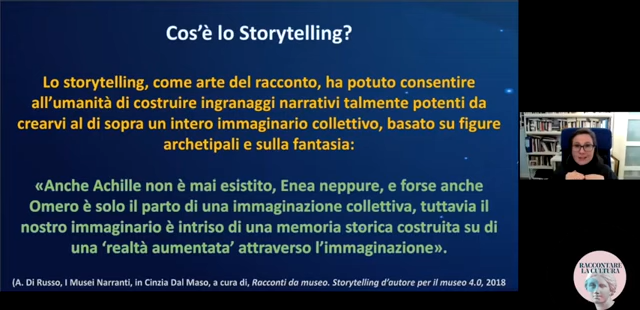 Cos'è lo Storytelling?
Lo storytelling, come arte del racconto, ha potuto consentire
all'umanità di costruire ingranaggi narrativi talmente potenti da
crearvi al di sopra un intero immaginario collettivo, basato su figure
archetipali e sulla fantasia:
«Anche Achille non è mai esistito, Enea neppure, e forse anche
Omero è solo il parto di una immaginazione collettiva, tuttavia il
nostro immaginario è intriso di una memoria storica costruita su di
una 'realtà aumentata' attraverso l'immaginazione».
(A. Di Russo, I Musei Narranti, in Cinzia Dal Maso, a cura di, Racconti da museo. Storytelling d'autore per il museo 4.0, 2018
RACCONTARE
LA CULTURA